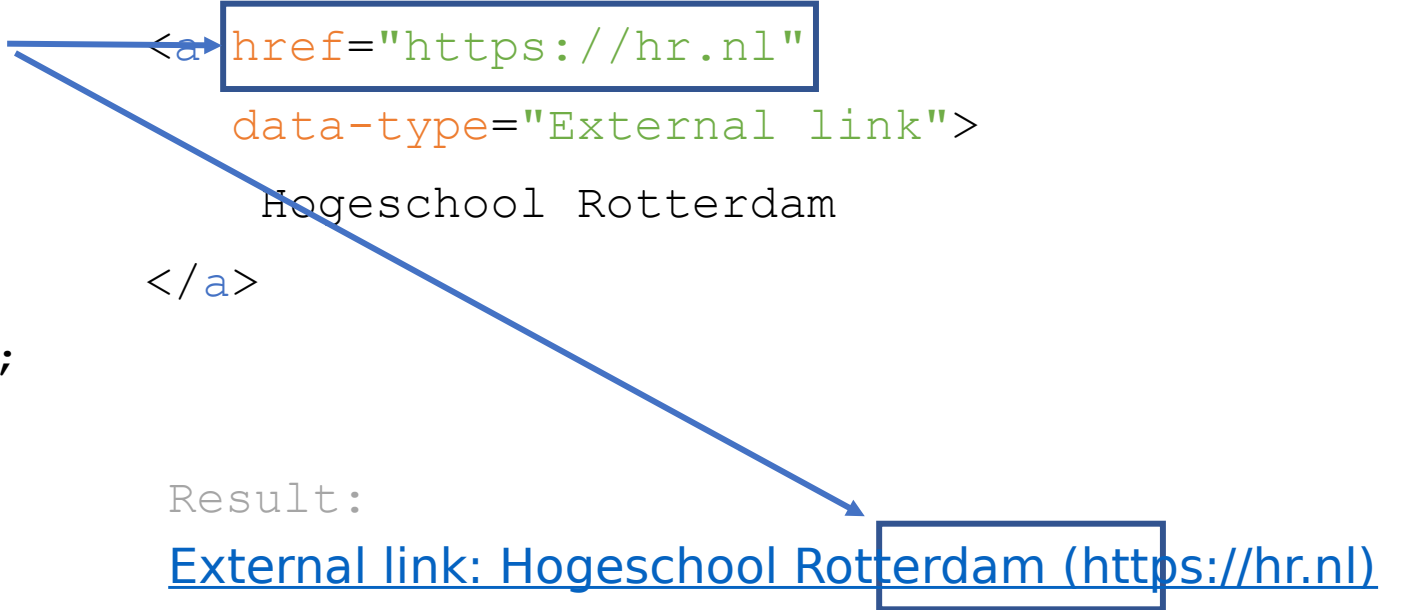 <a href="https://hr.nl"
data-type="External link">
Hogeschool Rotterdam
</a>
;
Result:
External link: Hogeschool Rotterdam (https://hr.nl)